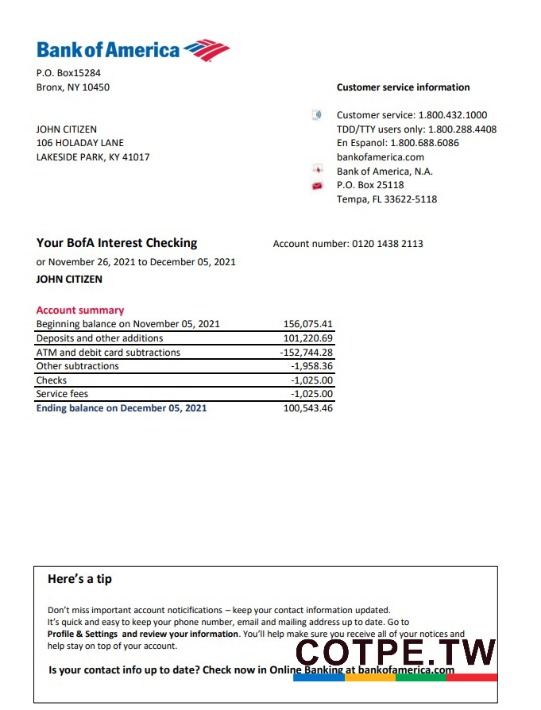 Bank of America
P.O. Box15284
Bronx, NY 10450
Customer service information
Customer service: 1.800.432.1000
JOHN CITIZEN
TDD/TTY users only: 1.800.288.4408
106 HOLADAY LANE
En Espanol: 1.800.688.6086
LAKESIDE PARK, KY 41017
bankofamerica.com
Bank of America, N.A.
P.O. Box 25118
Tempa, FL 33622-5118
Your BofA Interest Checking
Account number: 0120 1438 2113
or November 26, 2021 to December 05, 2021
JOHN CITIZEN
Account summary
Beginning balance on November 05, 2021 156,075.41
Deposits and other additions 101,220.69
ATM and debit card subtractions -152,744.28
Other subtractions -1,958.36
Checks -1,025.00
Service fees -1,025.00
Ending balance on December 05, 2021 100,543.46
Here's a tip
Don't miss important account noticifications – keep your contact information updated.
It's quick and easy to keep your phone number, email and mailing address up to date. Go to
Profile & Settings and review your information. You'll help make sure you receive all of your notices and
help stay on top of your account.
COTPE.TW
Is your contact info up to date? Check now in Online Banking at bankofamerica.com